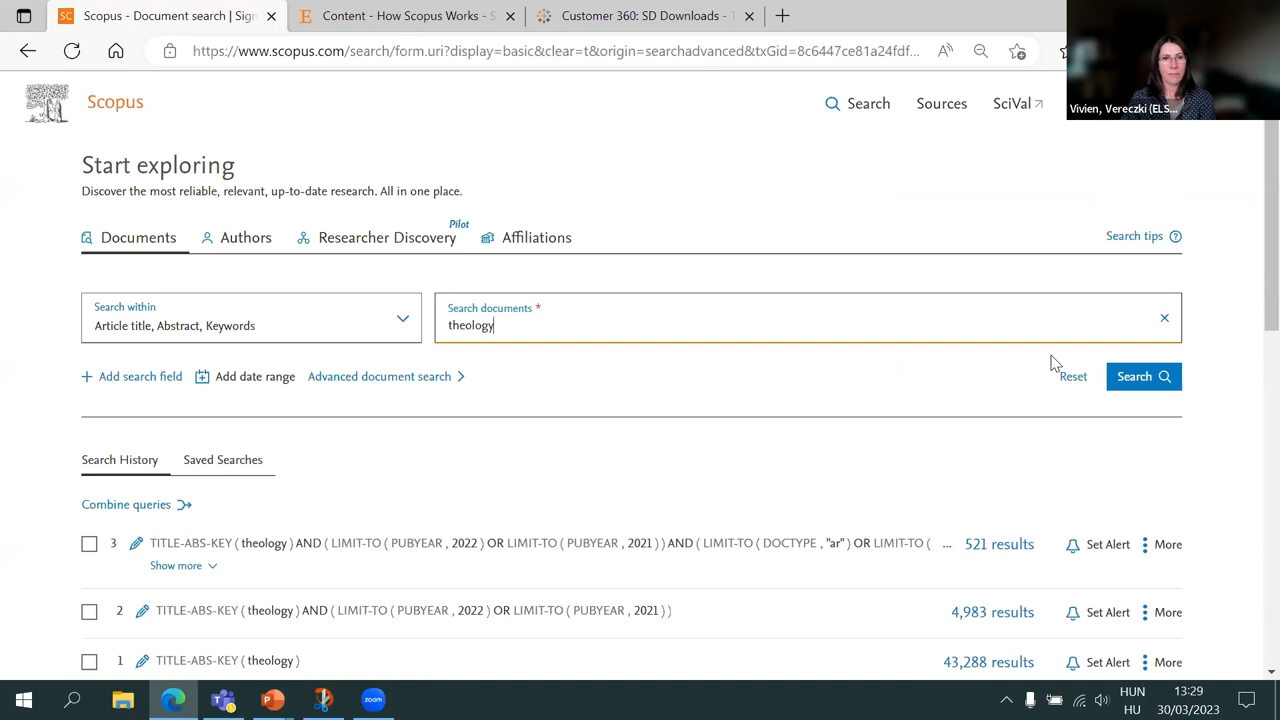 Scopus - Document search | Sign
Content - How Scopus Works - S
Customer 360: SD Downloads - T
https://www.scopus.com/search/form.uri?display=basic&clear=t&origin=searchadvanced&txGid=8c6447ce81a24fdf...
Vivien, Vereczki (ELS...
Scopus
Search
Sources
SciVal
Start exploring
Discover the most reliable, relevant, up-to-date research. All in one place.
Documents
Authors
Researcher Discovery
Pilot
Affiliations
Search tips
Search within
Article title, Abstract, Keywords
Search documents *
theology
Add search field
Add date range
Advanced document search
Reset
Search
Search History
Saved Searches
Combine queries
3 TITLE-ABS-KEY ( theology ) AND ( LIMIT-TO ( PUBYEAR , 2022 ) OR LIMIT-TO ( PUBYEAR , 2021 ) ) AND ( LIMIT-TO ( DOCTYPE , "ar" ) OR LIMIT-TO ( ... 521 results Set Alert More
Show more
2 TITLE-ABS-KEY ( theology ) AND ( LIMIT-TO ( PUBYEAR , 2022 ) OR LIMIT-TO ( PUBYEAR , 2021 ) ) 4,983 results Set Alert More
1 TITLE-ABS-KEY ( theology ) 43,288 results Set Alert More
zoom
HUN
HU
13:29
30/03/2023